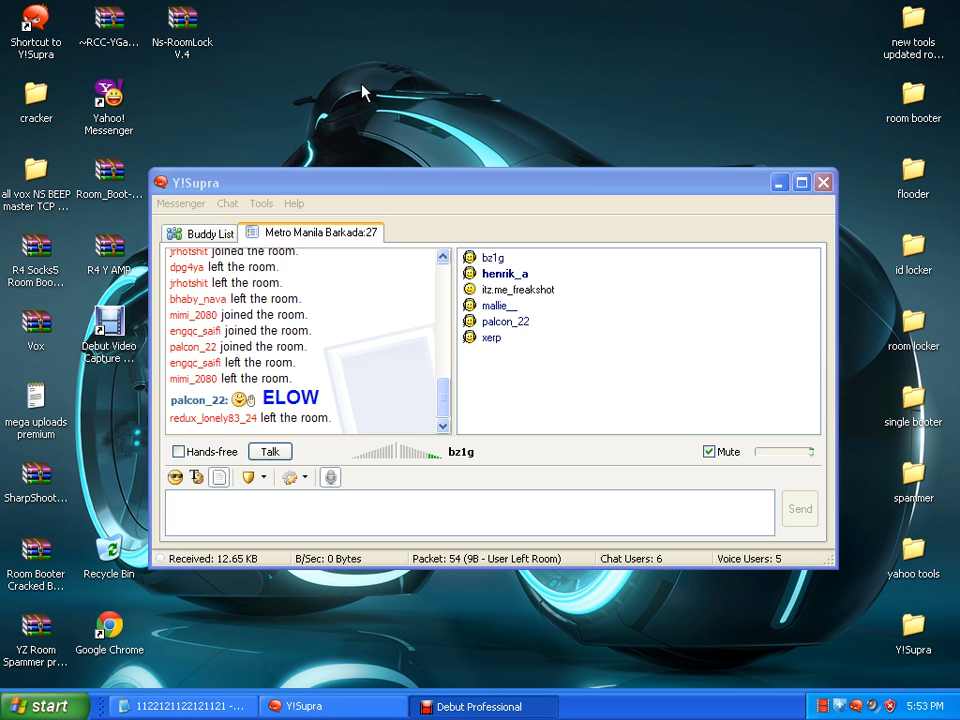 Shortcut to
Y!Supra
~RCC-YGa...
Ns-RoomLock
V.4
new tools
updated ro...
cracker
Yahoo!
Messenger
room booter
all vox NS BEEP
master TCP ...
Room_Boot-...
flooder
R4 Socks5
Room Boo...
R4 Y AMP
id locker
Vox
Debut Video
Capture ...
room locker
mega uploads
premium
single booter
SharpShoot...
spammer
Room Booter
Cracked B...
Recycle Bin
yahoo tools
YZ Room
Spammer pr...
Google Chrome
Y!Supra
Y!Supra
Messenger Chat Tools Help
Buddy List
Metro Manila Barkada:27
jrhotshit joined the room.
dpg4ya left the room.
jrhotshit left the room.
bhaby_nava left the room.
mimi_2080 joined the room.
engqc_saifi joined the room.
palcon_22 joined the room.
engqc_saifi left the room.
mimi_2080 left the room.
palcon_22: ELOW
redux_lonely83_24 left the room.
bz1g
henrik_a
itz.me_freakshot
mallie__
palcon_22
xerp
Hands-free
Talk
bz1g
Mute
Send
Received: 12.65 KB
B/Sec: 0 Bytes
Packet: 54 (9B - User Left Room)
Chat Users: 6
Voice Users: 5
start
1122121122121121 -...
Y!Supra
Debut Professional
5:53 PM